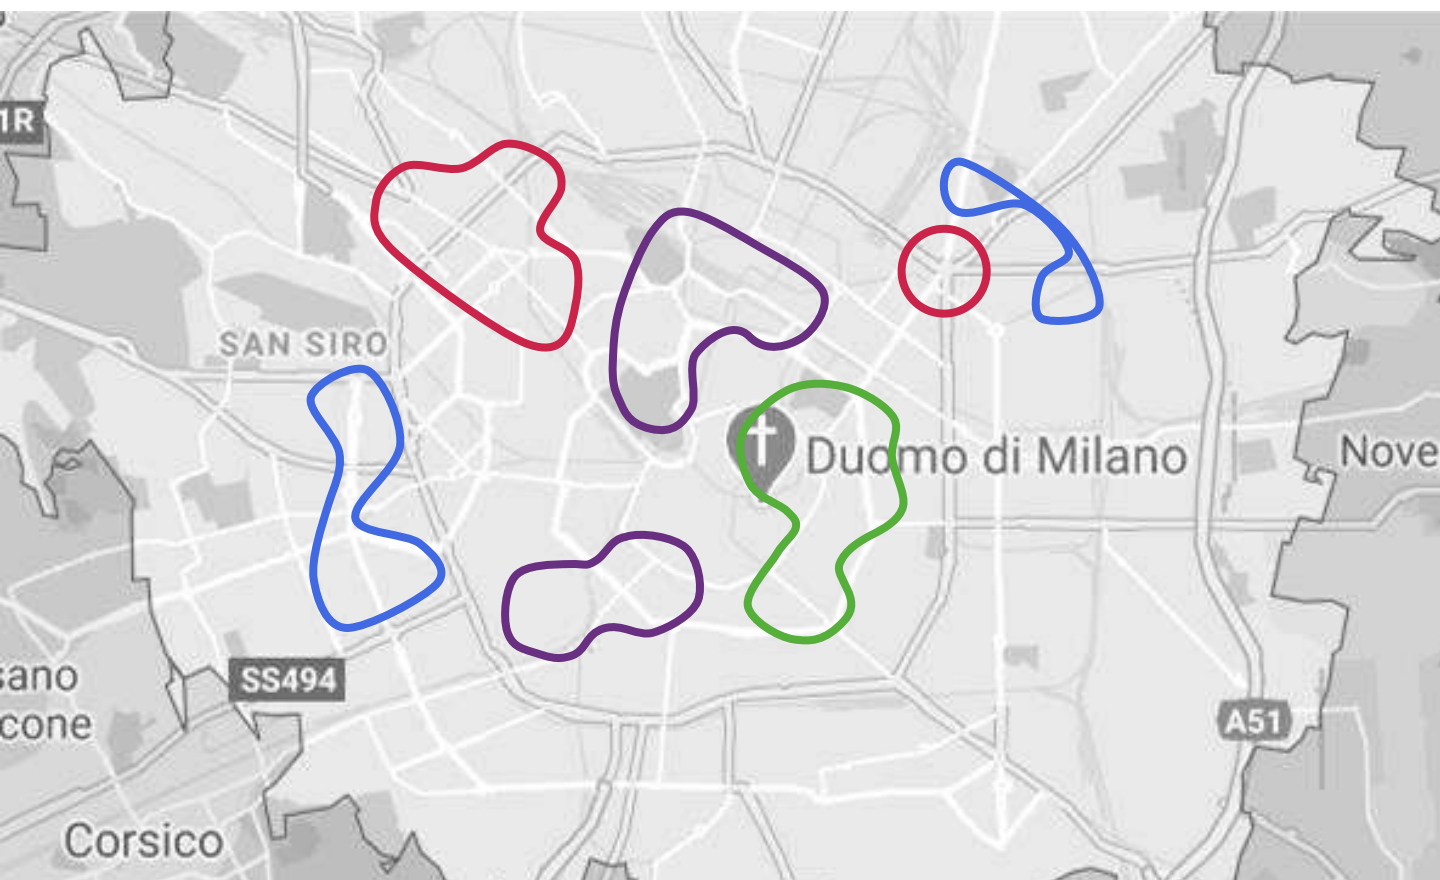 1R
SAN SIRO
Duomo di Milano
Nove
sano
cone
SS494
A51
Corsico